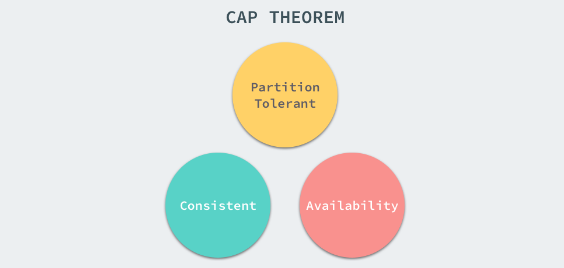 CAP THEOREM
Partition
Tolerant
Consistent
Availability